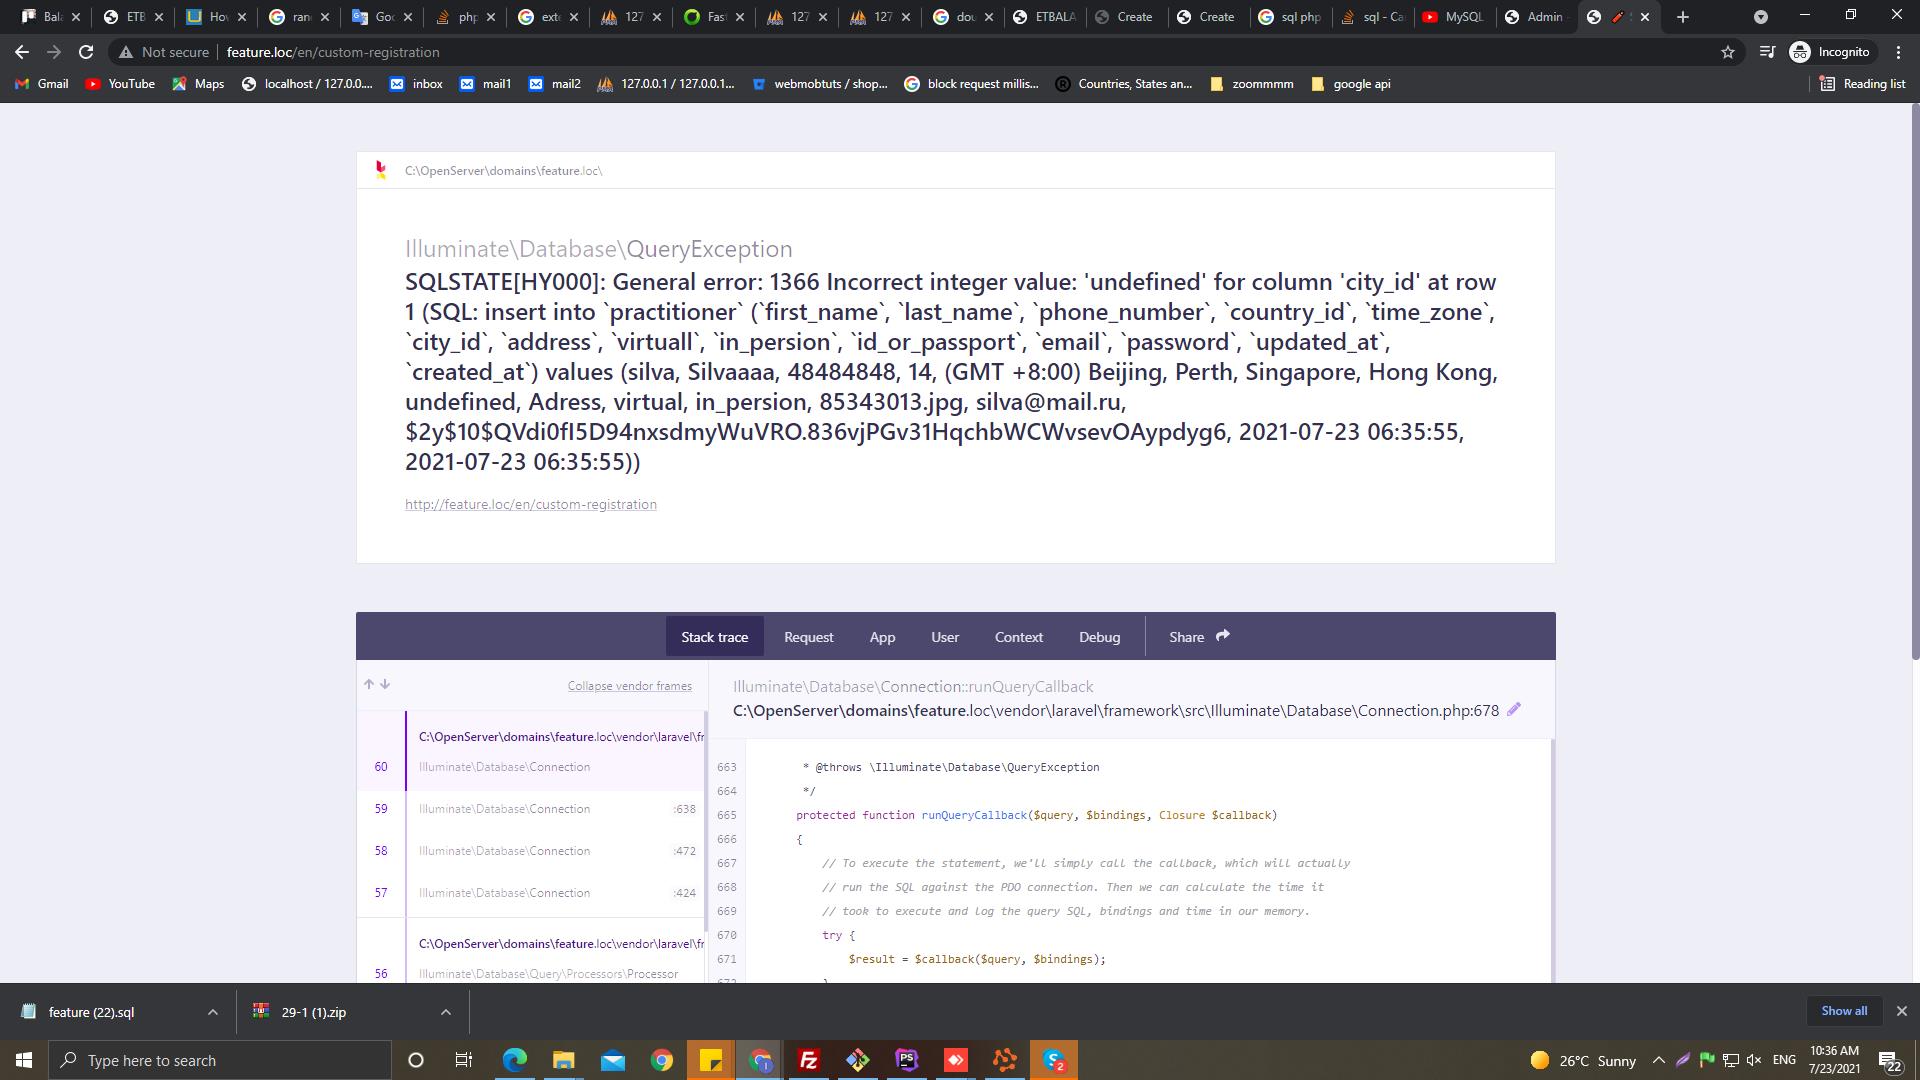 Bala
ETB
How
ran
Goo
php
exte
127
Fast
127
127
dou
ETBALA
Create
Create
sql php
sql - Ca
MySQL
Admin
Not secure
feature.loc/en/custom-registration
Incognito
Gmail
YouTube
Maps
localhost / 127.0.0....
inbox
mail1
mail2
127.0.0.1 / 127.0.0.1...
webmobtuts / shop...
block request millis...
Countries, States an...
zoommmm
google api
Reading list
C:\OpenServer\domains\feature.loc\
Illuminate\Database\QueryException
SQLSTATE[HY000]: General error: 1366 Incorrect integer value: 'undefined' for column 'city_id' at row
1 (SQL: insert into `practitioner` (`first_name`, `last_name`, `phone_number`, `country_id`, `time_zone`,
`city_id`, `address`, `virtuall`, `in_persion`, `id_or_passport`, `email`, `password`, `updated_at`,
`created_at`) values (silva, Silvaaaa, 48484848, 14, (GMT +8:00) Beijing, Perth, Singapore, Hong Kong,
undefined, Adress, virtual, in_persion, 85343013.jpg, silva@mail.ru,
$2y$10$QVdi0fI5D94nxsdmyWuVRO.836vjPGv31HqchbWCWvsevOAypdyg6, 2021-07-23 06:35:55,
2021-07-23 06:35:55))
http://feature.loc/en/custom-registration
Stack trace
Request
App
User
Context
Debug
Share
Collapse vendor frames
Illuminate\Database\Connection::runQueryCallback
C:\OpenServer\domains\feature.loc\vendor\laravel\framework\src\Illuminate\Database\Connection.php:678
C:\OpenServer\domains\feature.loc\vendor\laravel\fr
60 Illuminate\Database\Connection
59 Illuminate\Database\Connection :638
58 Illuminate\Database\Connection :472
57 Illuminate\Database\Connection :424
C:\OpenServer\domains\feature.loc\vendor\laravel\fr
56 Illuminate\Database\Query\Processors\Processor
663 * @throws \Illuminate\Database\QueryException
664 */
665 protected function runQueryCallback($query, $bindings, Closure $callback)
666 {
667 // To execute the statement, we'll simply call the callback, which will actually
668 // run the SQL against the PDO connection. Then we can calculate the time it
669 // took to execute and log the query SQL, bindings and time in our memory.
670 try {
671 $result = $callback($query, $bindings);
672 }
feature (22).sql
29-1 (1).zip
Show all
Type here to search
26°C Sunny
ENG
10:36 AM
7/23/2021
22